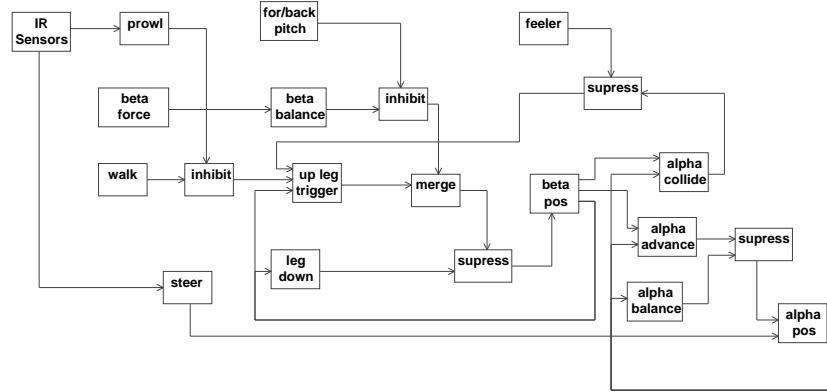 IR
Sensors
prowl
for/back
pitch
feeler
beta
force
beta
balance
inhibit
supress
walk
inhibit
up leg
trigger
merge
beta
pos
alpha
collide
leg
down
supress
alpha
advance
supress
steer
alpha
balance
alpha
pos